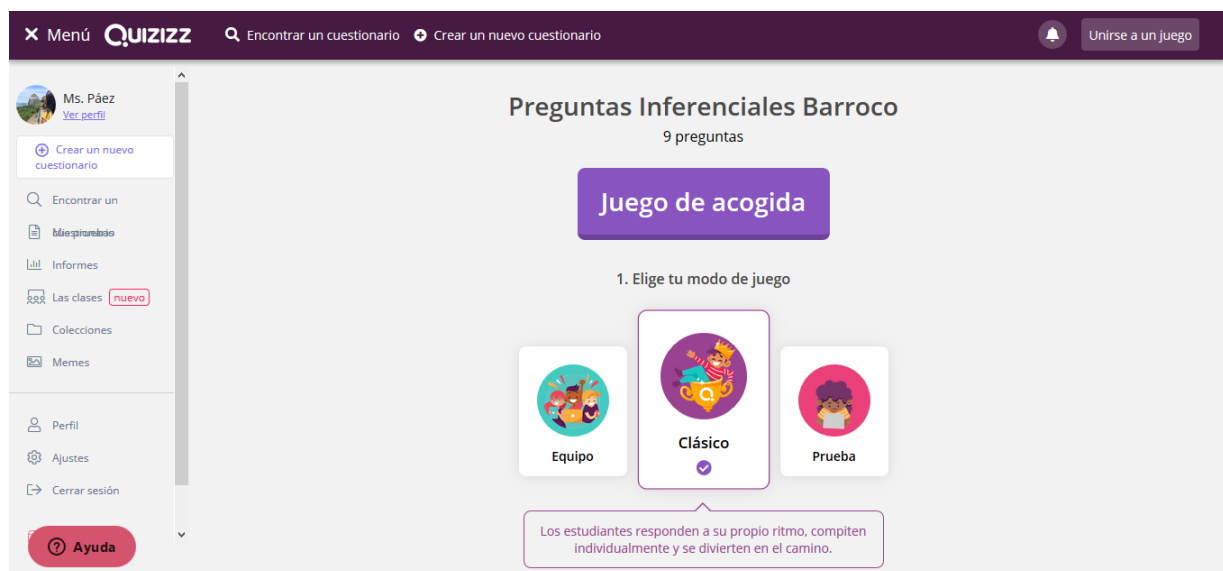 Menú QUIZIZZ Encontrar un cuestionario Crear un nuevo cuestionario Unirse a un juego
Ms. Páez
Ver perfil
Crear un nuevo
cuestionario
Encontrar un
Informes
Las clases nuevo
Colecciones
Memes
Perfil
Ajustes
Cerrar sesión
Ayuda
Preguntas Inferenciales Barroco
9 preguntas
Juego de acogida
1. Elige tu modo de juego
Equipo
Clásico
Prueba
Los estudiantes responden a su propio ritmo, compiten
individualmente y se divierten en el camino.